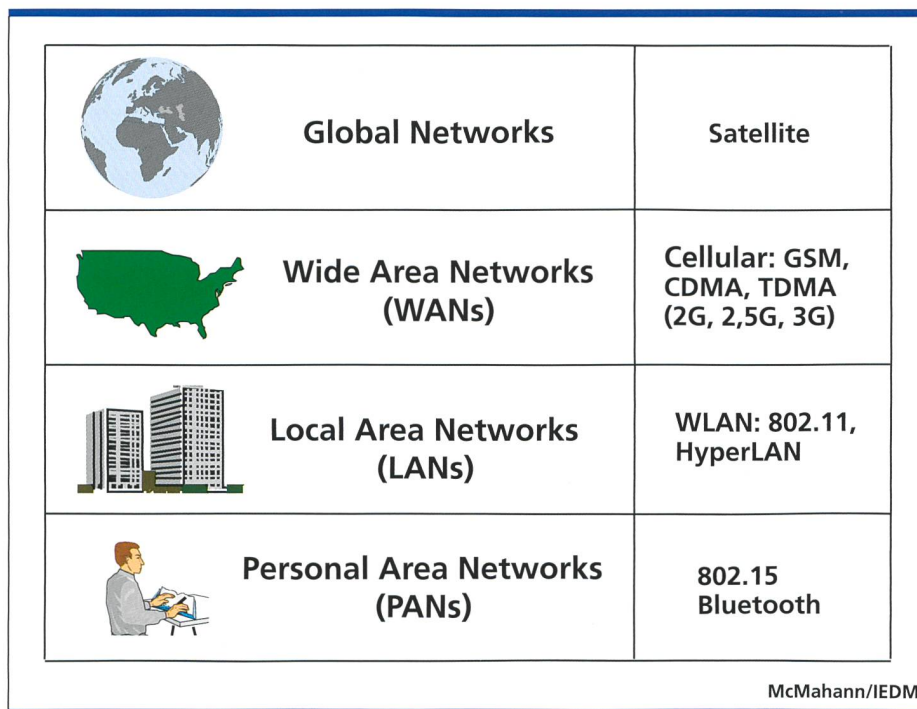 Global Networks
Satellite
Wide Area Networks
(WANs)
Cellular: GSM,
CDMA, TDMA
(2G, 2,5G, 3G)
Local Area Networks
(LANs)
WLAN: 802.11,
HyperLAN
Personal Area Networks
(PANs)
802.15
Bluetooth
McMahann/IEDM